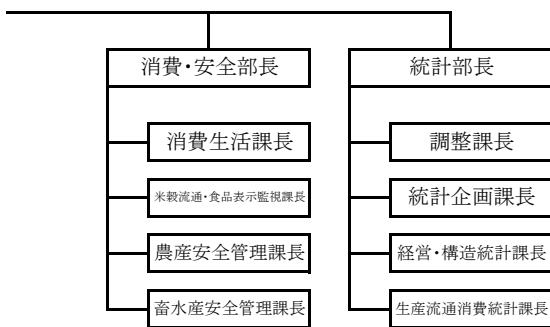 消費・安全部長
消費生活課長
米穀流通・食品表示監視課長
農産安全管理課長
畜水産安全管理課長
統計部長
調整課長
統計企画課長
経営・構造統計課長
生産流通消費統計課長